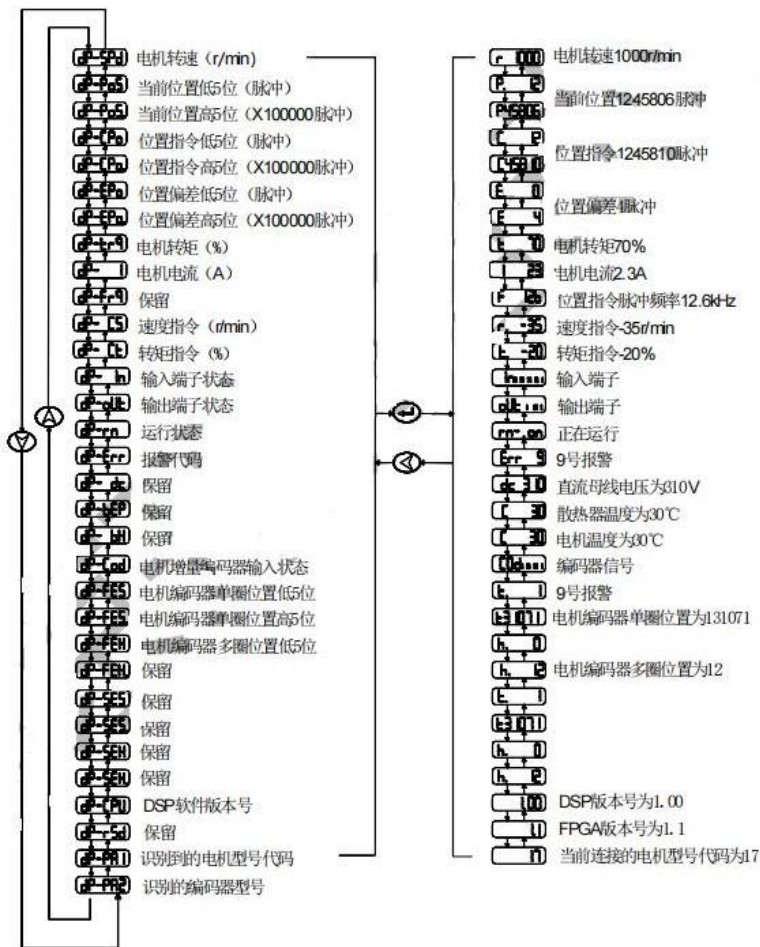 dP-SPd 电机转速（r/min）
dP-PoS 当前位置低5位（脉冲）
dP-PoS. 当前位置高5位（X100000脉冲）
dP-CPo 位置指令低5位（脉冲）
dP-CPo. 位置指令高5位（X100000脉冲）
dP-EPo 位置偏差低5位（脉冲）
dP-EPo. 位置偏差高5位（X100000脉冲）
dP-trq 电机转矩（%）
dP- I 电机电流（A）
dP-Frq 保留
dP- CS 速度指令（r/min）
dP- Ct 转矩指令（%）
dP- In 输入端子状态
dP-oUt 输出端子状态
dP-rn 运行状态
dP-Err 报警代码
dP- dc 保留
保留
dP- bH 保留
dP-Cod 电机增量编码器输入状态
dP-FES 电机编码器单圈位置低5位
dP-FES. 电机编码器单圈位置高5位
dP-FEH 电机编码器多圈位置低5位
dP-FEH. 保留
dP-SES 保留
dP-SES. 保留
dP-SEH 保留
dP-SEH. 保留
dP-CPU DSP软件版本号
dP-rSd 保留
dP-PA1 识别到的电机型号代码
dP-PA2 识别的编码器型号
r 1000 电机转速1000r/min
P. 12
当前位置1245806脉冲
P45806
C. 12
位置指令1245810脉冲
C45810
E. 0
位置偏差4脉冲
E 4
t 70 电机转矩70%
I 2.3 电机电流2.3A
F 12.6 位置指令脉冲频率12.6kHz
r -35 速度指令-35r/min
t -20 转矩指令-20%
输入端子
输出端子
rn- on 正在运行
Err 9 9号报警
dc 310 直流母线电压为310V
C 30 散热器温度为30℃
C 30 电机温度为30℃
编码器信号
t. 1 9号报警
t31071 电机编码器单圈位置为131071
h. 0
h. 12 电机编码器多圈位置为12
t. 1
t31071
h. 0
h. 12
1.00 DSP版本号为1.00
1.1 FPGA版本号为1.1
17 当前连接的电机型号代码为17